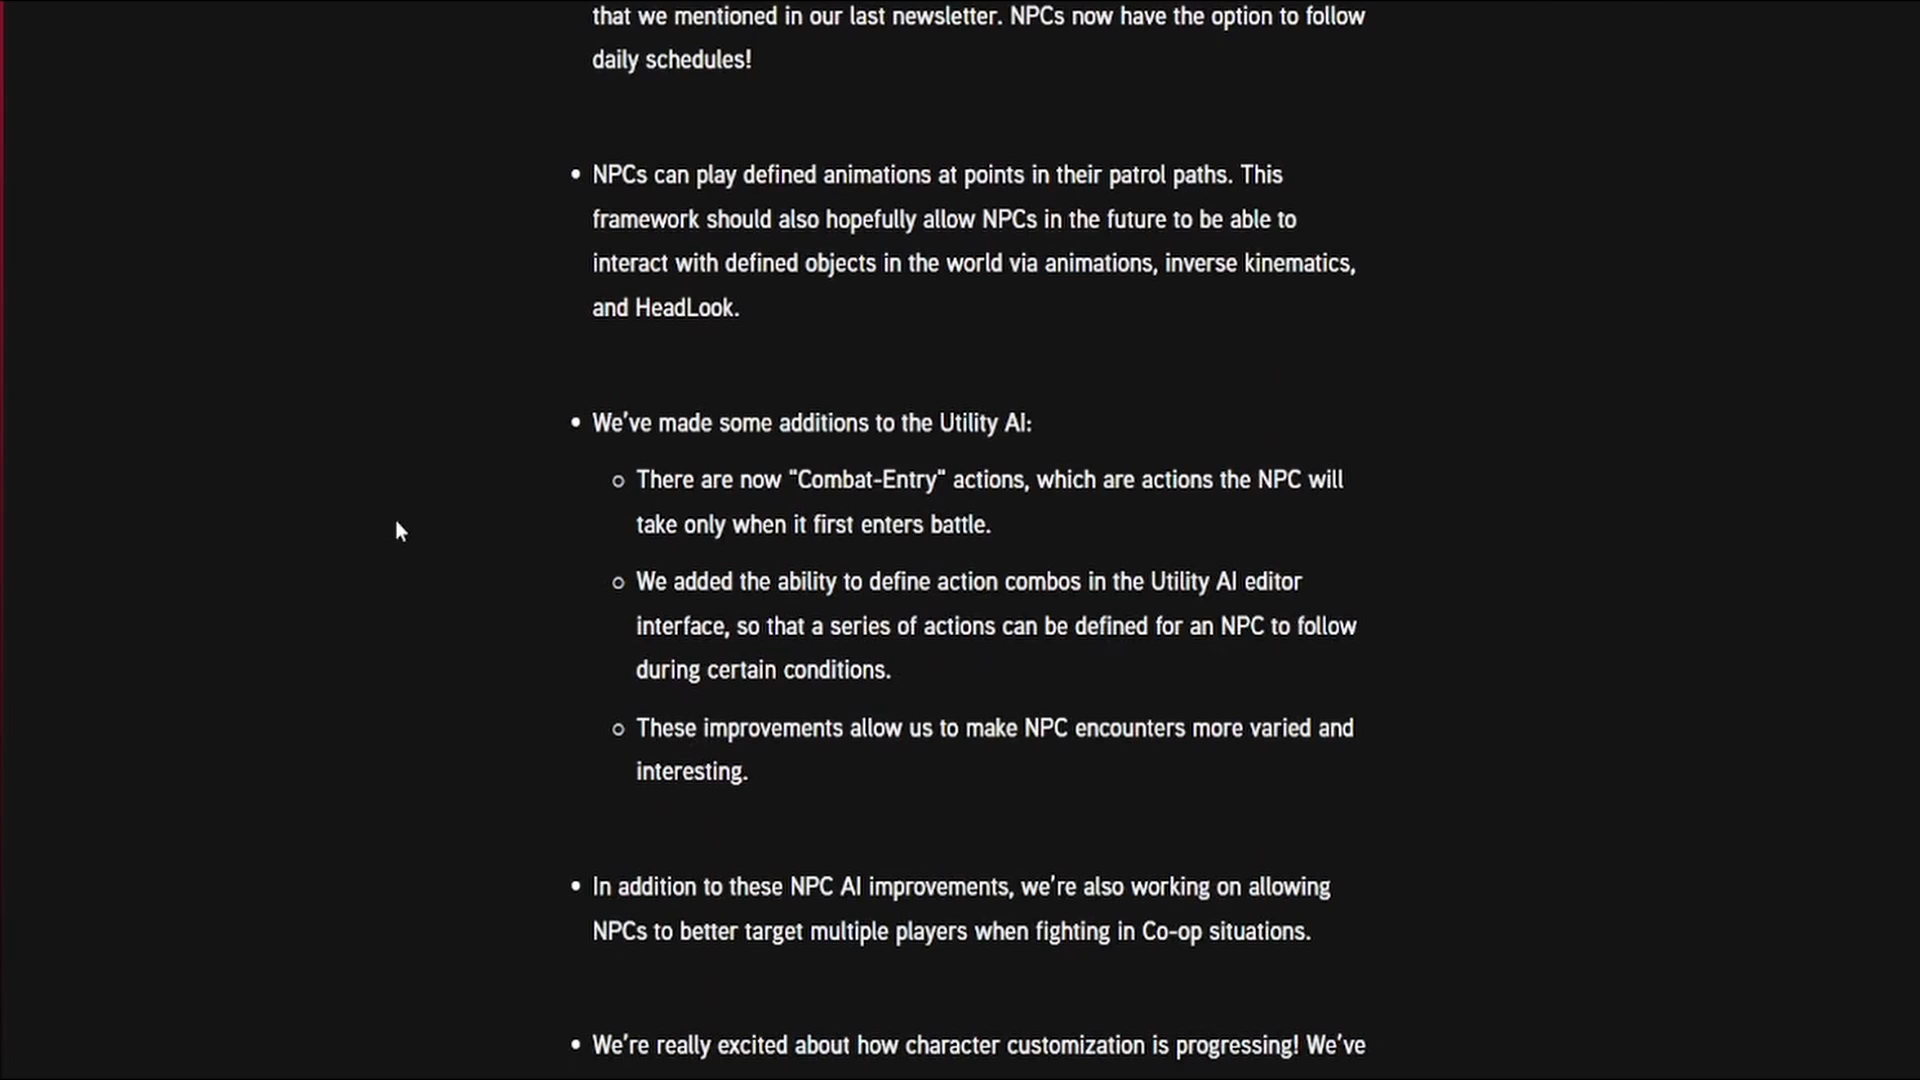 that we mentioned in our last newsletter. NPCs now have the option to follow
daily schedules!
• NPCs can play defined animations at points in their patrol paths. This
framework should also hopefully allow NPCs in the future to be able to
interact with defined objects in the world via animations, inverse kinematics,
and HeadLook.
• We've made some additions to the Utility AI:
○ There are now "Combat-Entry" actions, which are actions the NPC will
take only when it first enters battle.
○ We added the ability to define action combos in the Utility AI editor
interface, so that a series of actions can be defined for an NPC to follow
during certain conditions.
○ These improvements allow us to make NPC encounters more varied and
interesting.
• In addition to these NPC AI improvements, we're also working on allowing
NPCs to better target multiple players when fighting in Co-op situations.
• We're really excited about how character customization is progressing! We've